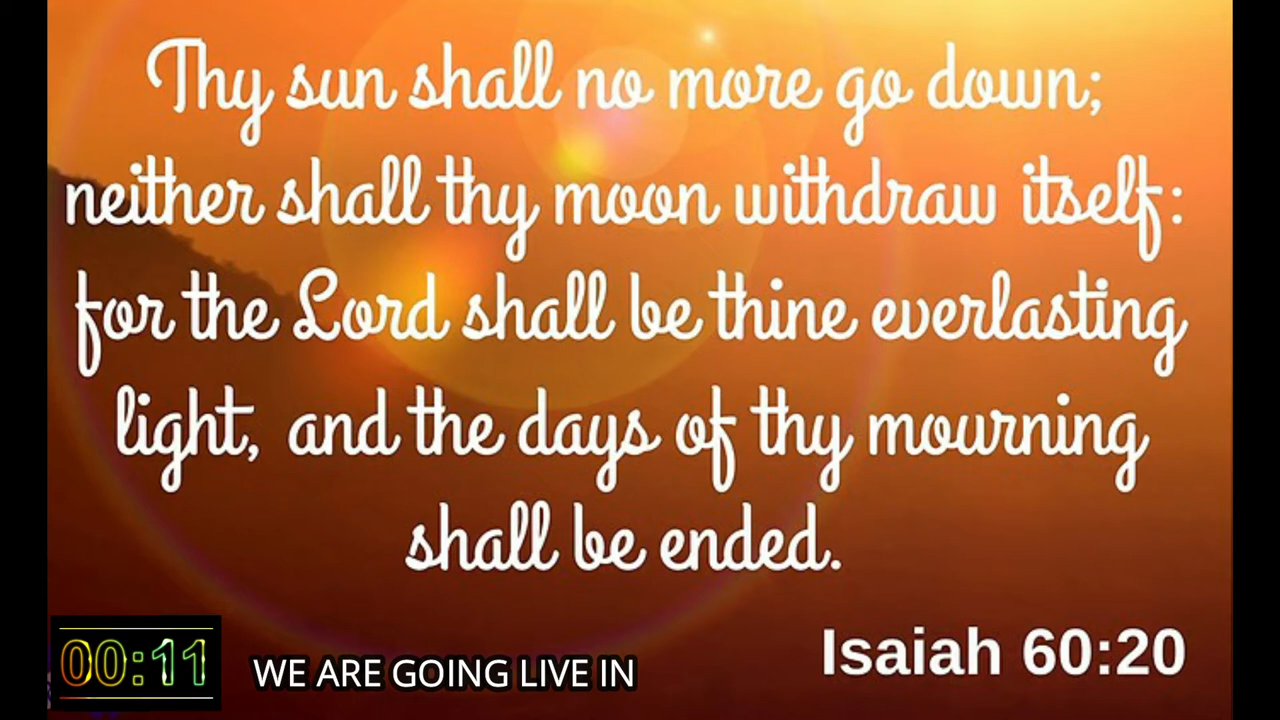 Thy sun shall no more go down;
neither shall thy moon withdraw itself:
for the Lord shall be thine everlasting
light, and the days of thy mourning
shall be ended.
Isaiah 60:20
00:11
WE ARE GOING LIVE IN